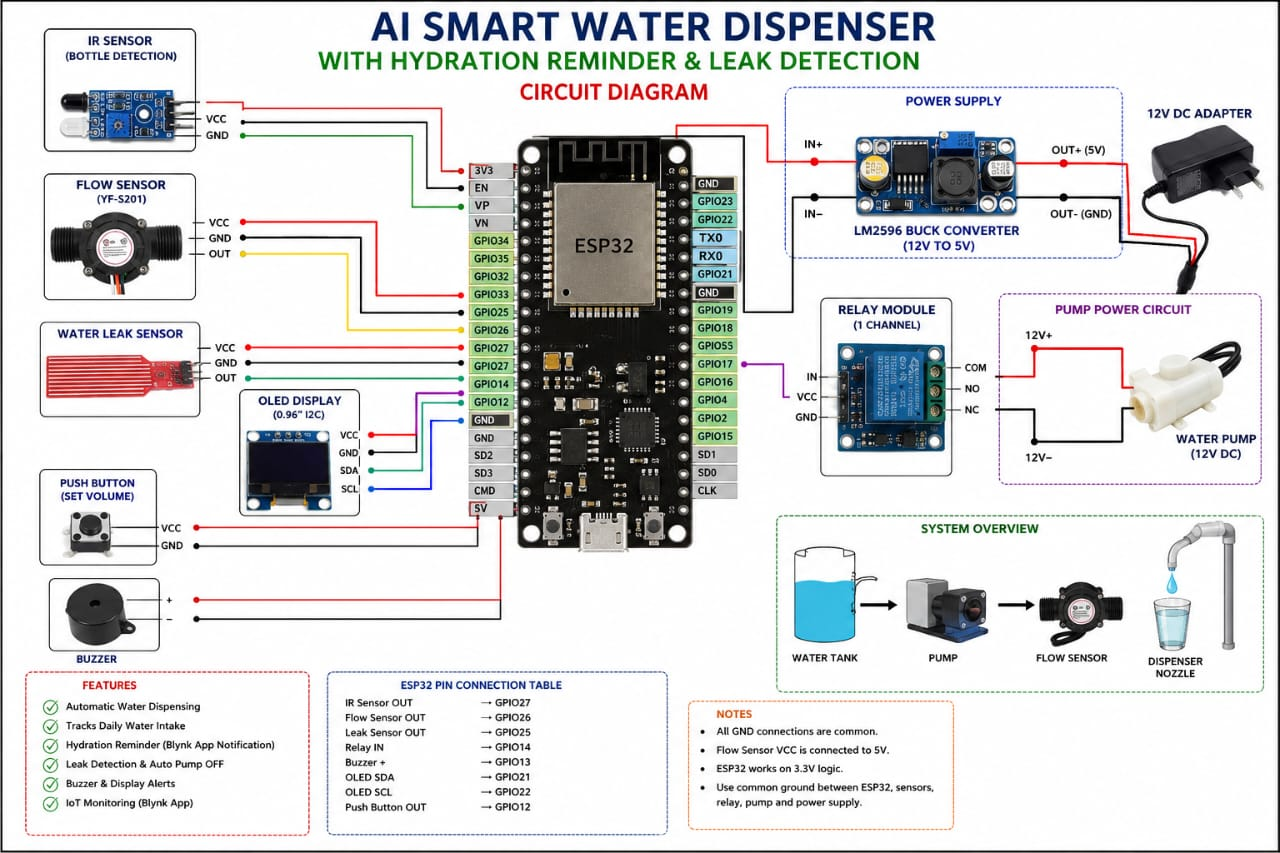 AI SMART WATER DISPENSER
WITH HYDRATION REMINDER & LEAK DETECTION
CIRCUIT DIAGRAM
IR SENSOR
(BOTTLE DETECTION)
VCC
GND
FLOW SENSOR
(YF-S201)
VCC
GND
OUT
WATER LEAK SENSOR
VCC
GND
OUT
OLED DISPLAY
(0.96" I2C)
VCC
GND
SDA
SCL
PUSH BUTTON
(SET VOLUME)
VCC
GND
+
−
BUZZER
3V3
EN
VP
VN
GPIO34
GPIO35
GPIO32
GPIO33
GPIO25
GPIO26
GPIO27
GPIO27
GPIO14
GPIO12
GND
GND
SD2
SD3
CMD
5V
ESP32
GND
GPIO23
GPIO22
TX0
RX0
GPIO21
GND
GPIO19
GPIO18
GPIO55
GPIO17
GPIO16
GPIO4
GPIO2
GPIO15
SD1
SD0
CLK
POWER SUPPLY
IN+
IN−
OUT+ (5V)
OUT- (GND)
LM2596 BUCK CONVERTER
(12V TO 5V)
12V DC ADAPTER
RELAY MODULE
(1 CHANNEL)
IN
VCC
GND
COM
NO
NC
PUMP POWER CIRCUIT
12V+
12V−
WATER PUMP
(12V DC)
SYSTEM OVERVIEW
WATER TANK
PUMP
FLOW SENSOR
DISPENSER
NOZZLE
FEATURES
Automatic Water Dispensing
Tracks Daily Water Intake
Hydration Reminder (Blynk App Notification)
Leak Detection & Auto Pump OFF
Buzzer & Display Alerts
IoT Monitoring (Blynk App)
ESP32 PIN CONNECTION TABLE
IR Sensor OUT → GPIO27
Flow Sensor OUT → GPIO26
Leak Sensor OUT → GPIO25
Relay IN → GPIO14
Buzzer + → GPIO13
OLED SDA → GPIO21
OLED SCL → GPIO22
Push Button OUT → GPIO12
NOTES
• All GND connections are common.
• Flow Sensor VCC is connected to 5V.
• ESP32 works on 3.3V logic.
• Use common ground between ESP32, sensors,
relay, pump and power supply.